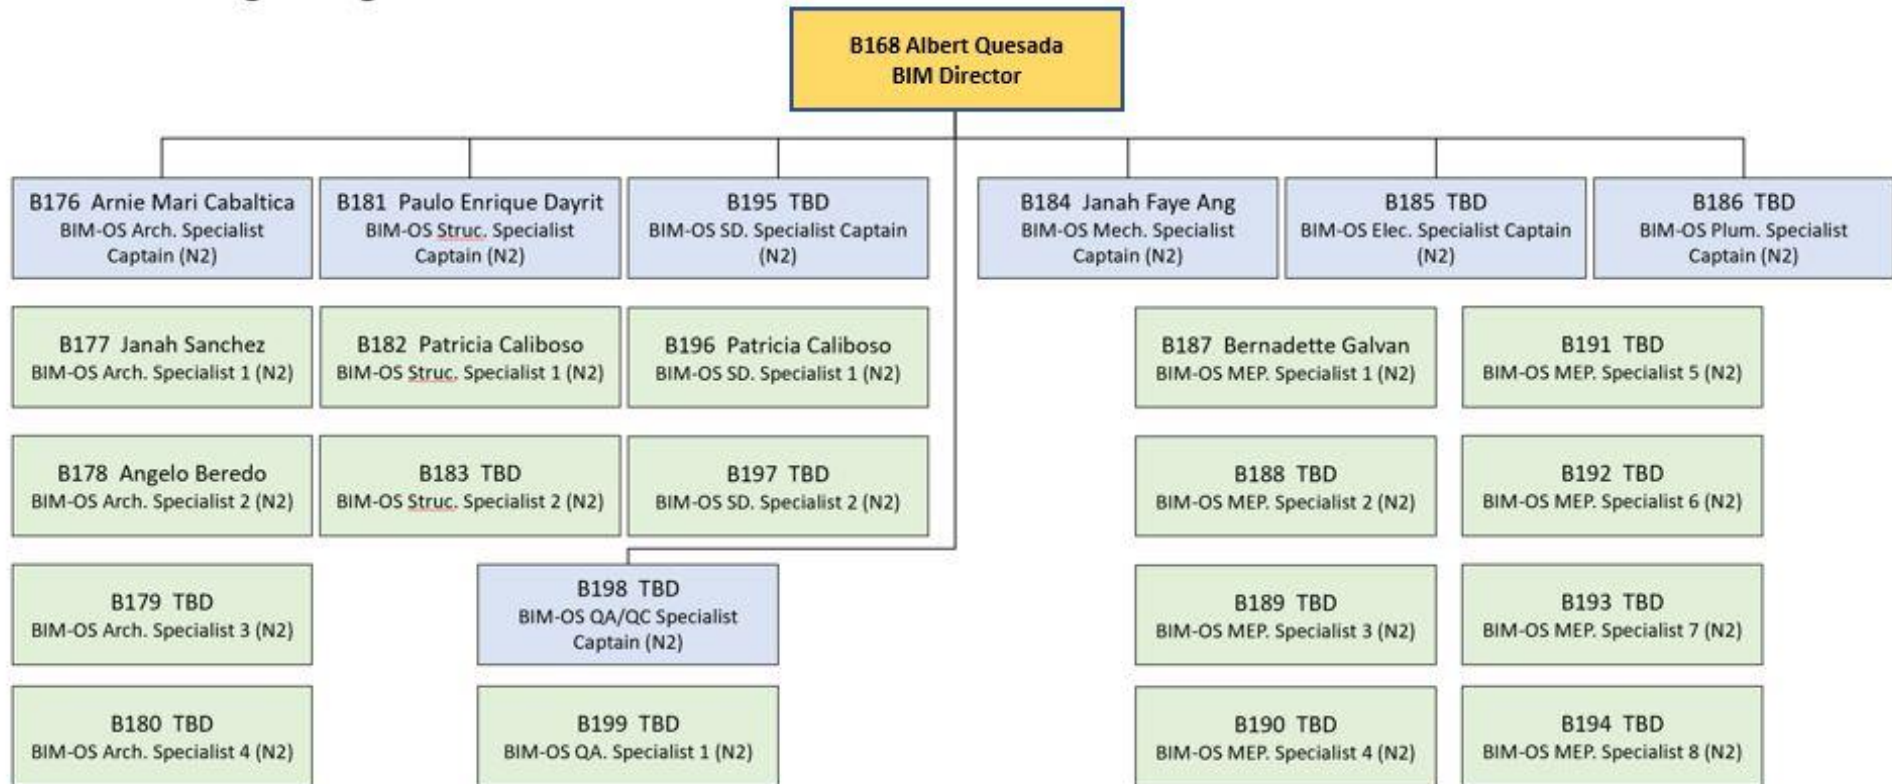 B168 Albert Quesada
BIM Director
B176 Arnie Mari Cabaltica
BIM-OS Arch. Specialist
Captain (N2)
B181 Paulo Enrique Dayrit
BIM-OS Struc. Specialist
Captain (N2)
B195 TBD
BIM-OS SD. Specialist Captain
(N2)
B184 Janah Faye Ang
BIM-OS Mech. Specialist
Captain (N2)
B185 TBD
BIM-OS Elec. Specialist Captain
(N2)
B186 TBD
BIM-OS Plum. Specialist
Captain (N2)
B177 Janah Sanchez
BIM-OS Arch. Specialist 1 (N2)
B182 Patricia Caliboso
BIM-OS Struc. Specialist 1 (N2)
B196 Patricia Caliboso
BIM-OS SD. Specialist 1 (N2)
B187 Bernadette Galvan
BIM-OS MEP. Specialist 1 (N2)
B191 TBD
BIM-OS MEP. Specialist 5 (N2)
B178 Angelo Beredo
BIM-OS Arch. Specialist 2 (N2)
B183 TBD
BIM-OS Struc. Specialist 2 (N2)
B197 TBD
BIM-OS SD. Specialist 2 (N2)
B188 TBD
BIM-OS MEP. Specialist 2 (N2)
B192 TBD
BIM-OS MEP. Specialist 6 (N2)
B179 TBD
BIM-OS Arch. Specialist 3 (N2)
B198 TBD
BIM-OS QA/QC Specialist
Captain (N2)
B189 TBD
BIM-OS MEP. Specialist 3 (N2)
B193 TBD
BIM-OS MEP. Specialist 7 (N2)
B180 TBD
BIM-OS Arch. Specialist 4 (N2)
B199 TBD
BIM-OS QA. Specialist 1 (N2)
B190 TBD
BIM-OS MEP. Specialist 4 (N2)
B194 TBD
BIM-OS MEP. Specialist 8 (N2)